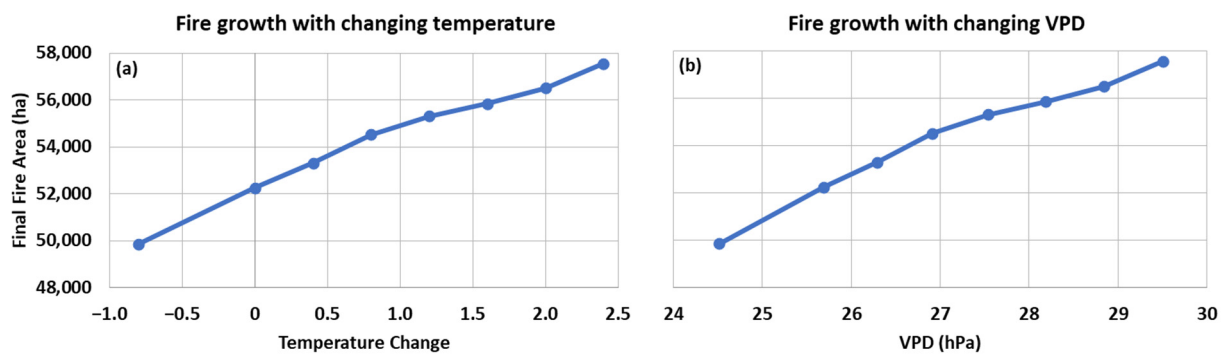 Fire growth with changing temperature
(a)
Final Fire Area (ha)
58,000
56,000
54,000
52,000
50,000
48,000
−1.0 −0.5 0 0.5 1.0 1.5 2.0 2.5
Temperature Change
Fire growth with changing VPD
(b)
24 25 26 27 28 29 30
VPD (hPa)